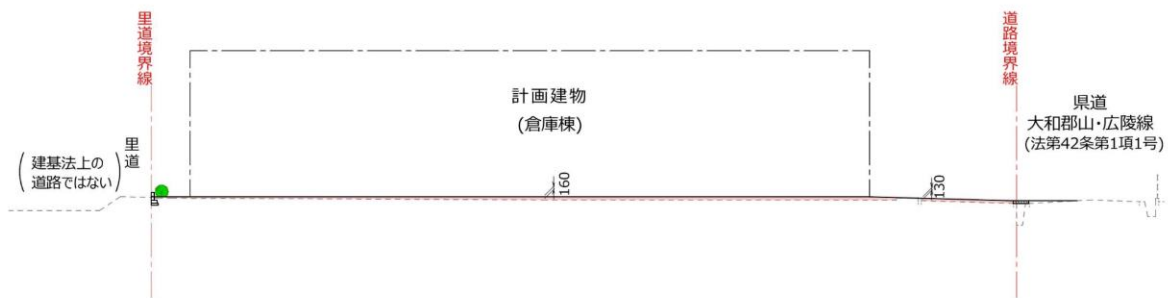 里道境界線
道路境界線
計画建物
(倉庫棟)
県道
大和郡山・広陵線
(法第42条第1項1号)
里道
(建基法上の
道路ではない)
160
130